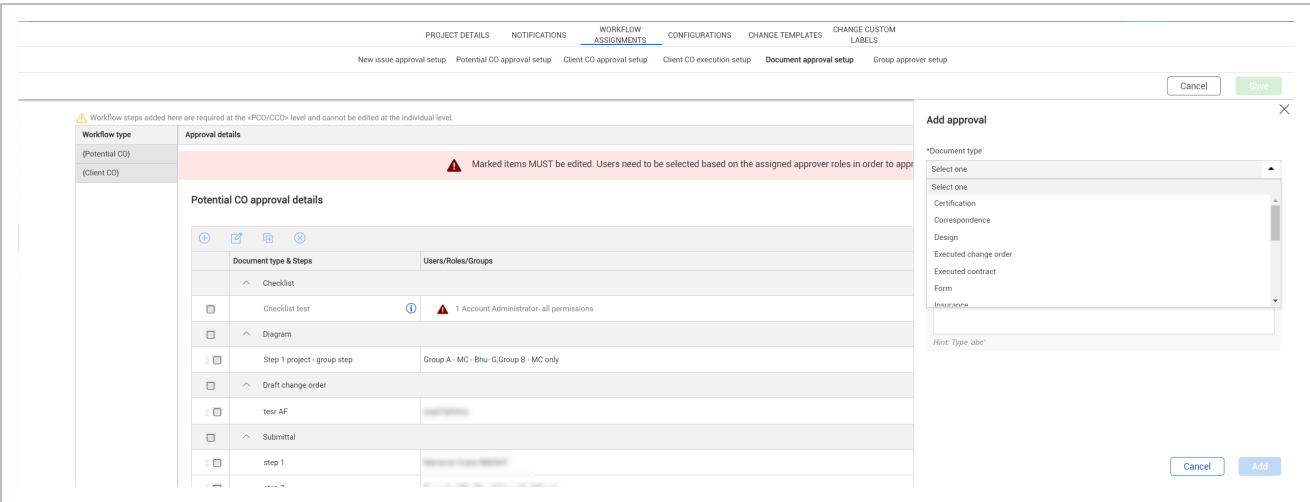 PROJECT DETAILS NOTIFICATIONS WORKFLOW ASSIGNMENTS CONFIGURATIONS CHANGE TEMPLATES CHANGE CUSTOM LABELS
New issue approval setup Potential CO approval setup Client CO approval setup Client CO execution setup Document approval setup Group approver setup
Cancel Save
Workflow steps added here are required at the <PCO/CCO> level and cannot be edited at the individual level.
Workflow type Approval details
{Potential CO}
{Client CO}
Marked items MUST be edited. Users need to be selected based on the assigned approver roles in order to appr
Potential CO approval details
Document type & Steps Users/Roles/Groups
Checklist
Checklist test 1 Account Administrator- all permissions
Diagram
Step 1 project - group step Group A - MC - Bhu- G,Group B - MC only
Draft change order
tesr AF
Submittal
step 1
Add approval
*Document type
Select one
Select one
Certification
Correspondence
Design
Executed change order
Executed contract
Form
Insurance
Hint: Type 'abc'
Cancel Add